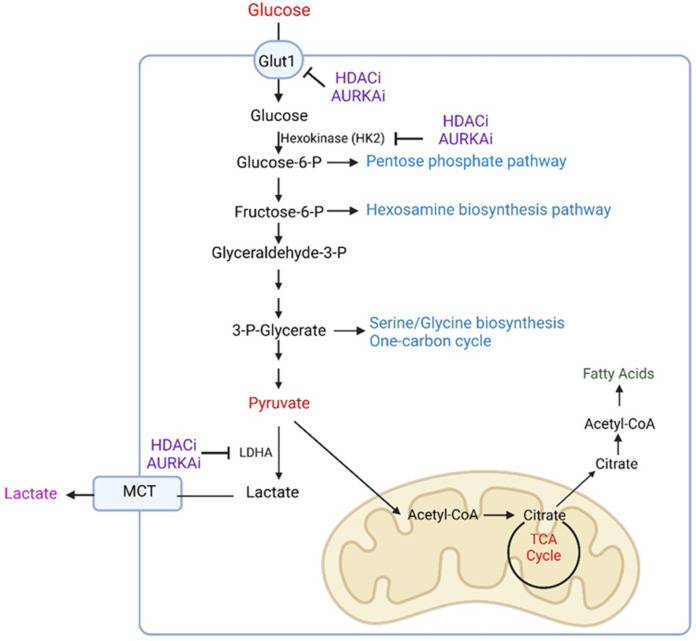 Glucose
Glut1
HDACi
AURKAi
Glucose
HDACi
AURKAi
Hexokinase (HK2)
Glucose-6-P
Pentose phosphate pathway
Fructose-6-P
Hexosamine biosynthesis pathway
Glyceraldehyde-3-P
3-P-Glycerate
Serine/Glycine biosynthesis
One-carbon cycle
Pyruvate
Fatty Acids
Acetyl-CoA
Citrate
HDACi
AURKAi
LDHA
Lactate
MCT
Lactate
Acetyl-CoA
Citrate
TCA
Cycle